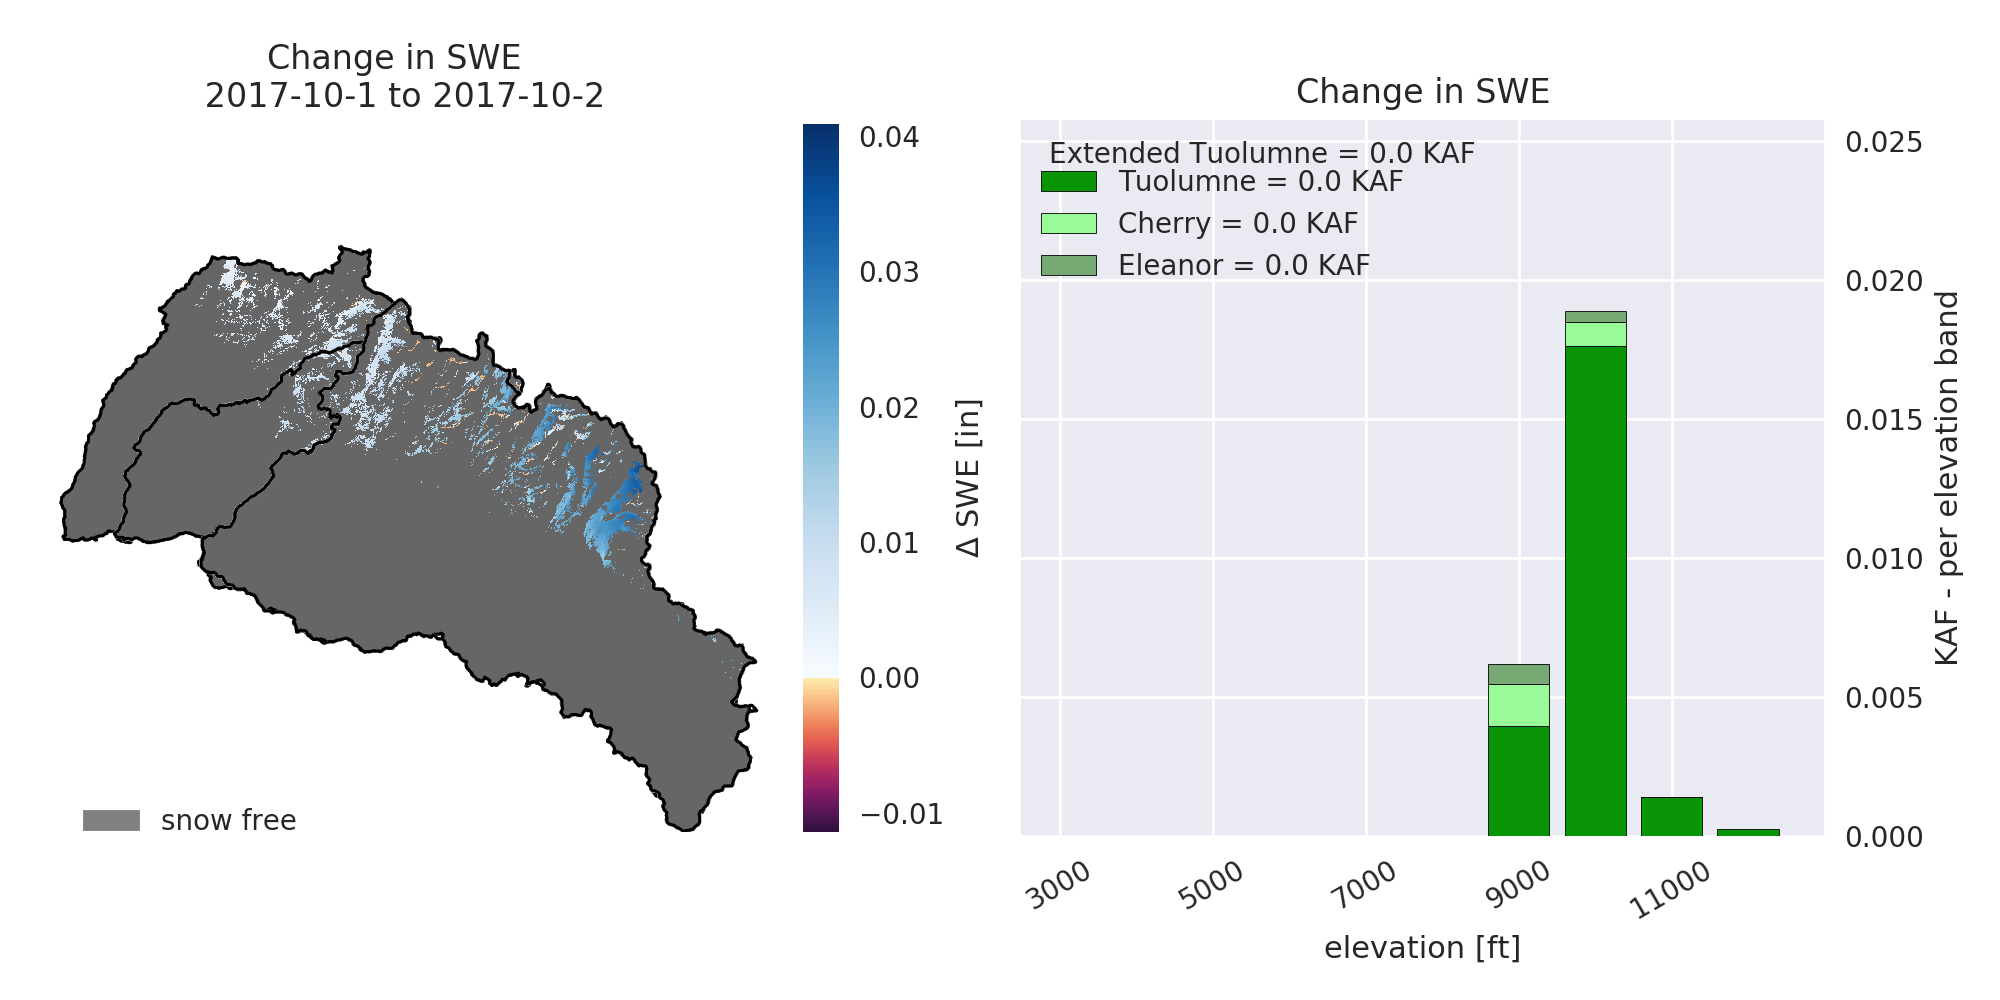 Change in SWE
2017-10-1 to 2017-10-2
0.04
0.03
0.02
0.01
0.00
−0.01
Δ SWE [in]
snow free
Change in SWE
Extended Tuolumne = 0.0 KAF
Tuolumne = 0.0 KAF
Cherry = 0.0 KAF
Eleanor = 0.0 KAF
0.025
0.020
0.015
0.010
0.005
0.000
KAF - per elevation band
3000
5000
7000
9000
11000
elevation [ft]